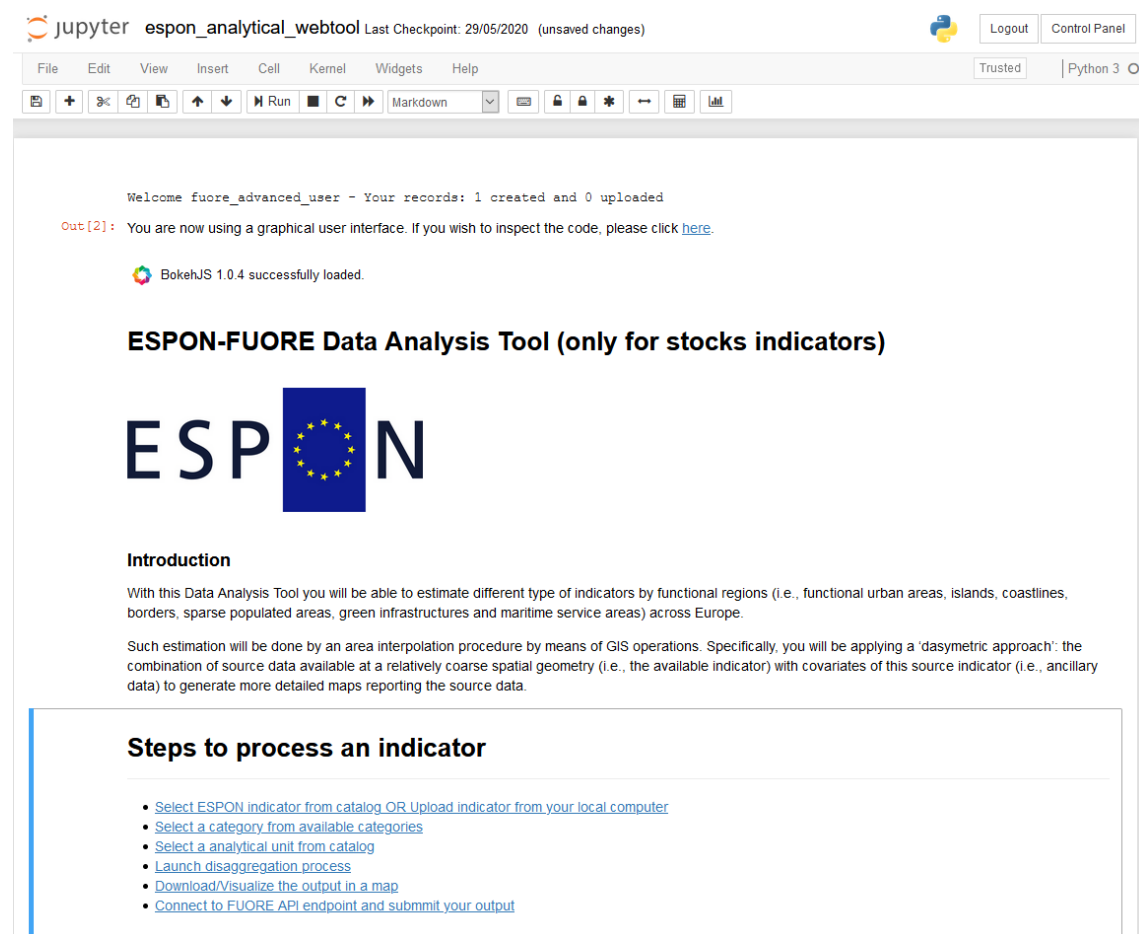 jupyter espon_analytical_webtool Last Checkpoint: 29/05/2020 (unsaved changes) Logout Control Panel
File Edit View Insert Cell Kernel Widgets Help Trusted Python 3
Run Markdown
Welcome fuore_advanced_user - Your records: 1 created and 0 uploaded
Out[2]: You are now using a graphical user interface. If you wish to inspect the code, please click here.
BokehJS 1.0.4 successfully loaded.
ESPON-FUORE Data Analysis Tool (only for stocks indicators)
ESPON
Introduction
With this Data Analysis Tool you will be able to estimate different type of indicators by functional regions (i.e., functional urban areas, islands, coastlines,
borders, sparse populated areas, green infrastructures and maritime service areas) across Europe.
Such estimation will be done by an area interpolation procedure by means of GIS operations. Specifically, you will be applying a ‘dasymetric approach’: the
combination of source data available at a relatively coarse spatial geometry (i.e., the available indicator) with covariates of this source indicator (i.e., ancillary
data) to generate more detailed maps reporting the source data.
Steps to process an indicator
• Select ESPON indicator from catalog OR Upload indicator from your local computer
• Select a category from available categories
• Select a analytical unit from catalog
• Launch disaggregation process
• Download/Visualize the output in a map
• Connect to FUORE API endpoint and submmit your output